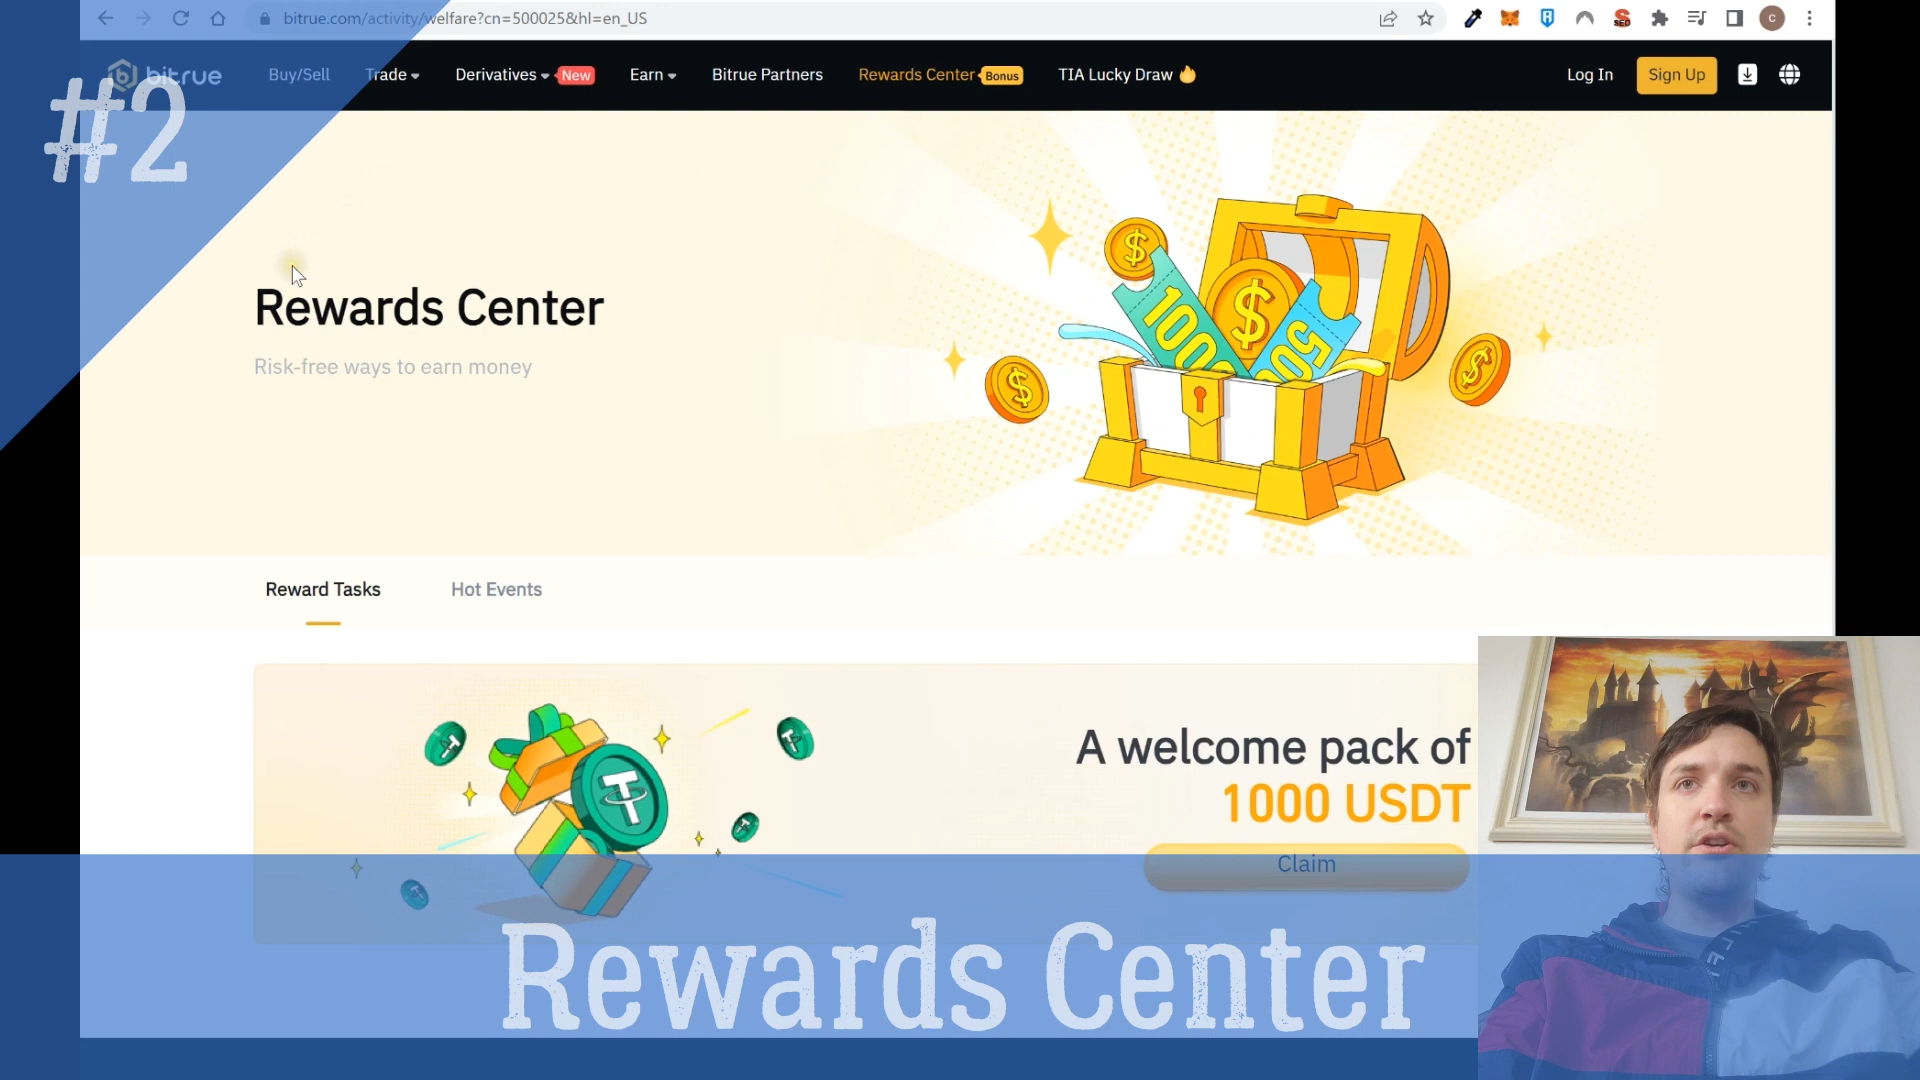 bitrue.com/activity/welfare?cn=500025&hl=en_US
SEO
C
#2
bitrue
Buy/Sell
Trade
Derivatives
New
Earn
Bitrue Partners
Rewards Center
Bonus
TIA Lucky Draw
Log In
Sign Up
Rewards Center
Risk-free ways to earn money
$
1000
$
50
$
$
Reward Tasks
Hot Events
A welcome pack of
1000 USDT
Claim
Rewards Center